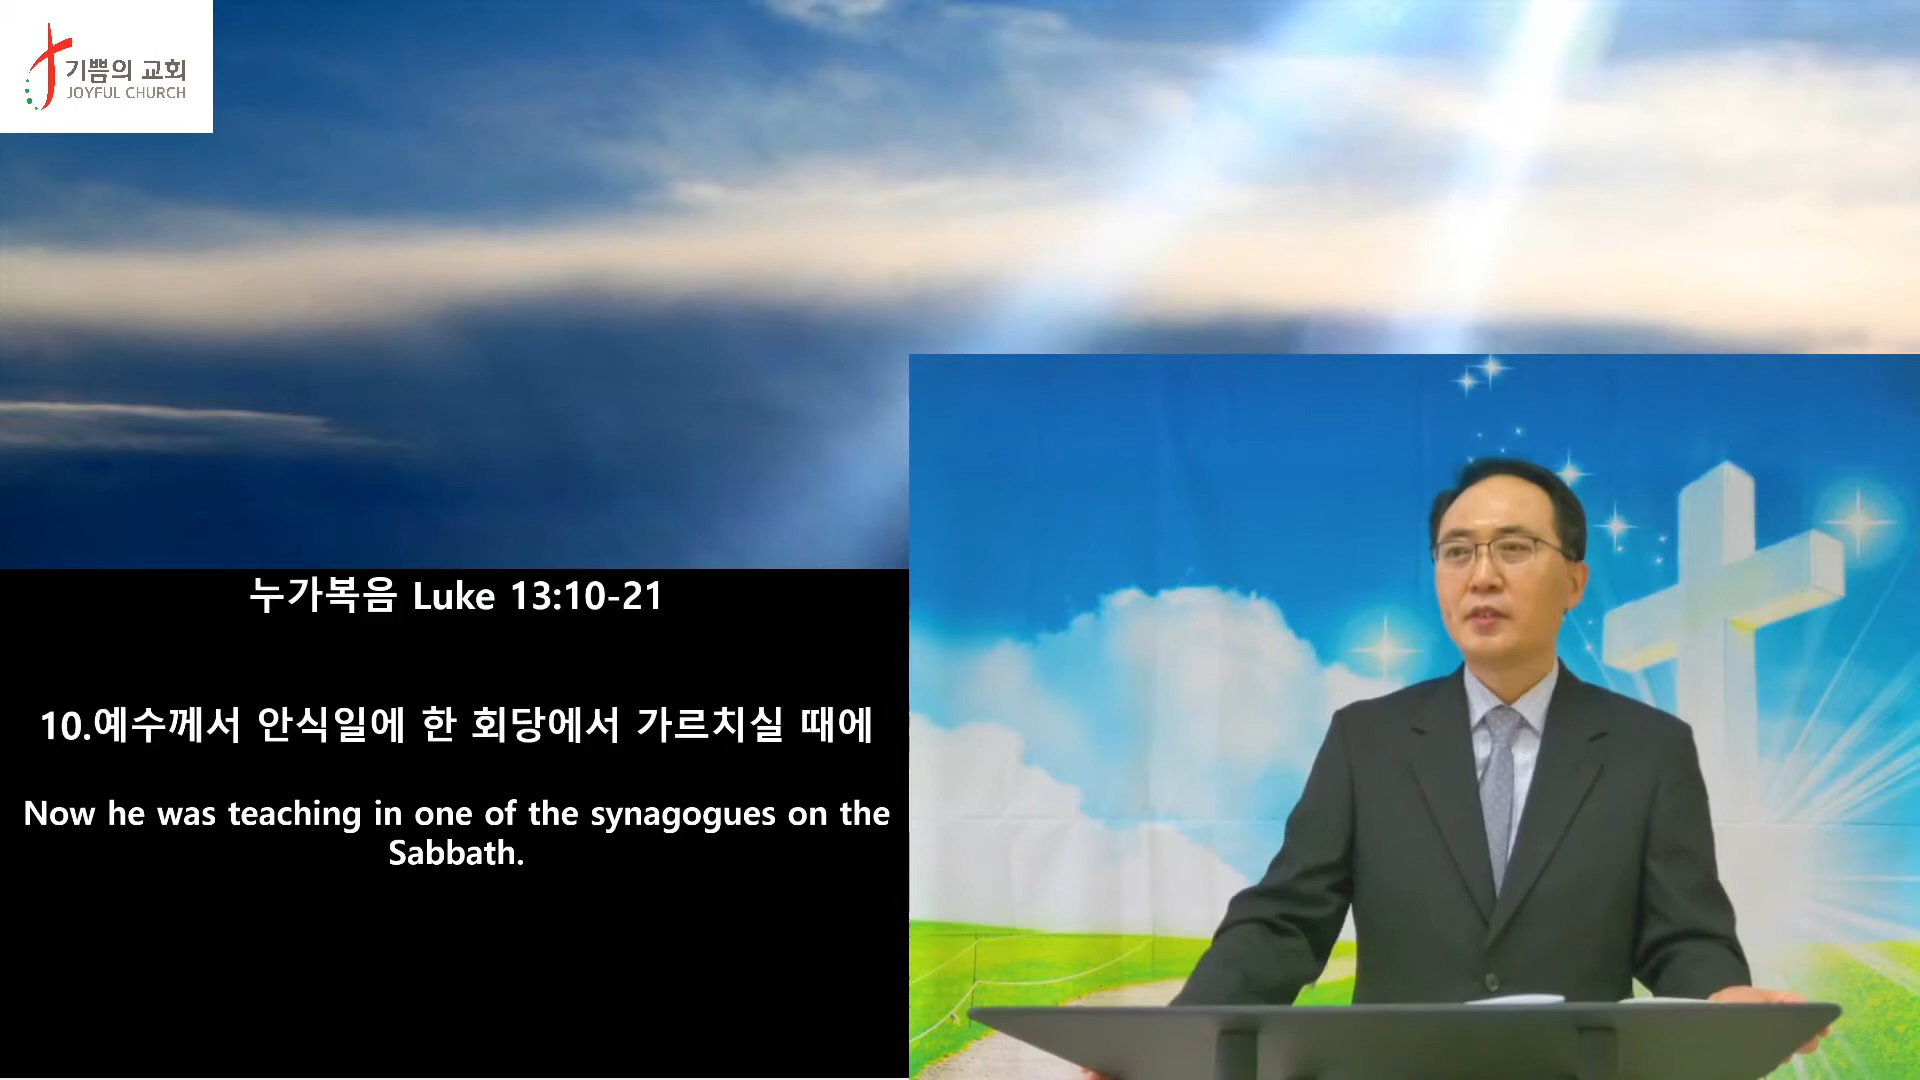 기쁨의 교회
JOYFUL CHURCH
누가복음 Luke 13:10-21
10.예수께서 안식일에 한 회당에서 가르치실 때에
Now he was teaching in one of the synagogues on the
Sabbath.